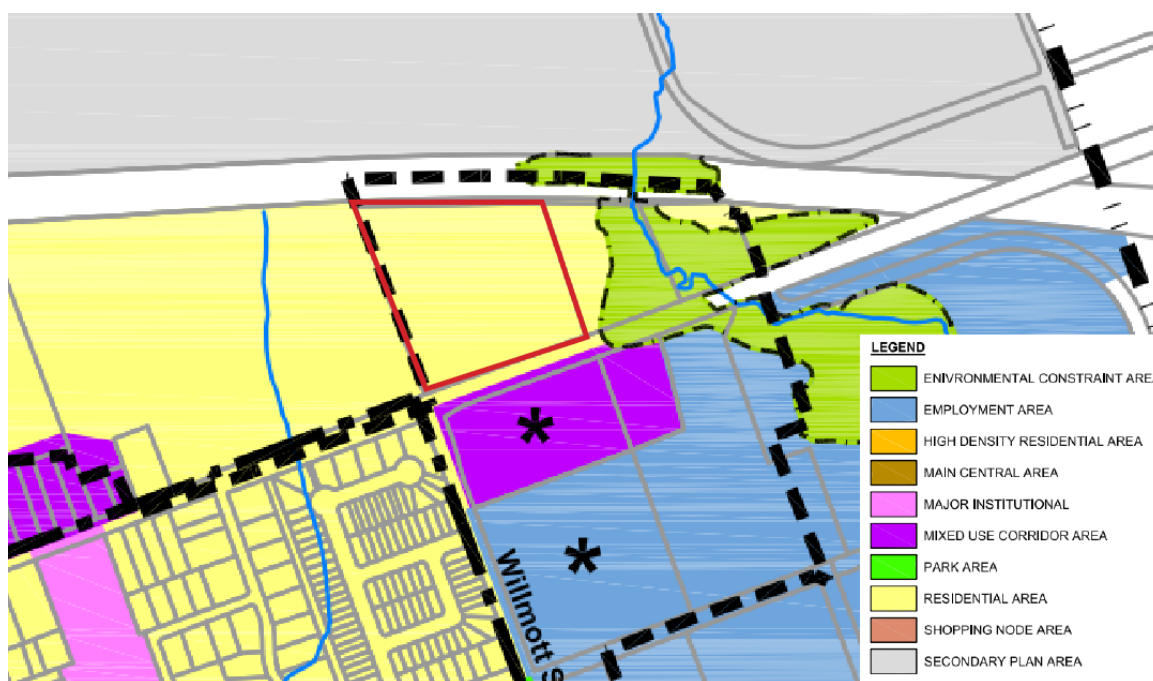 *
*
Willmott S
LEGEND
ENIVRONMENTAL CONSTRAINT AREA
EMPLOYMENT AREA
HIGH DENSITY RESIDENTIAL AREA
MAIN CENTRAL AREA
MAJOR INSTITUTIONAL
MIXED USE CORRIDOR AREA
PARK AREA
RESIDENTIAL AREA
SHOPPING NODE AREA
SECONDARY PLAN AREA